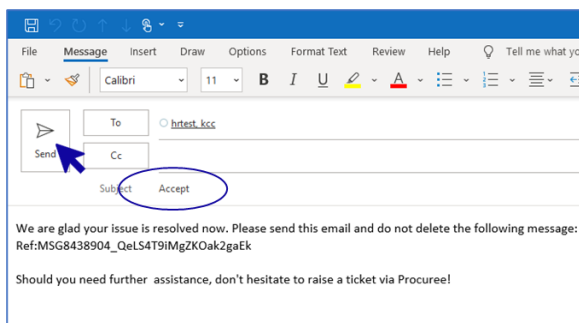 File Message Insert Draw Options Format Text Review Help Tell me what yo
Calibri 11 B I U A
To hrtest, kcc
Send Cc
Subject Accept
We are glad your issue is resolved now. Please send this email and do not delete the following message:
Ref:MSG8438904_QeLS4T9iMgZKOak2gaEk
Should you need further  assistance, don't hesitate to raise a ticket via Procuree!